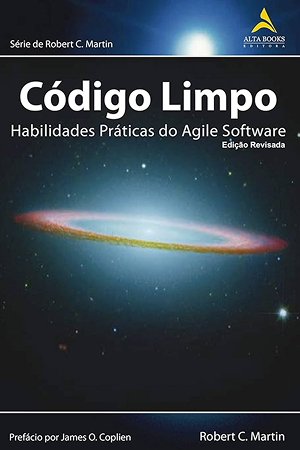 Série de Robert C. Martin
ALTA BOOKS
EDITORA
Código Limpo
Habilidades Práticas do Agile Software
Edição Revisada
Prefácio por James O. Coplien
Robert C. Martin